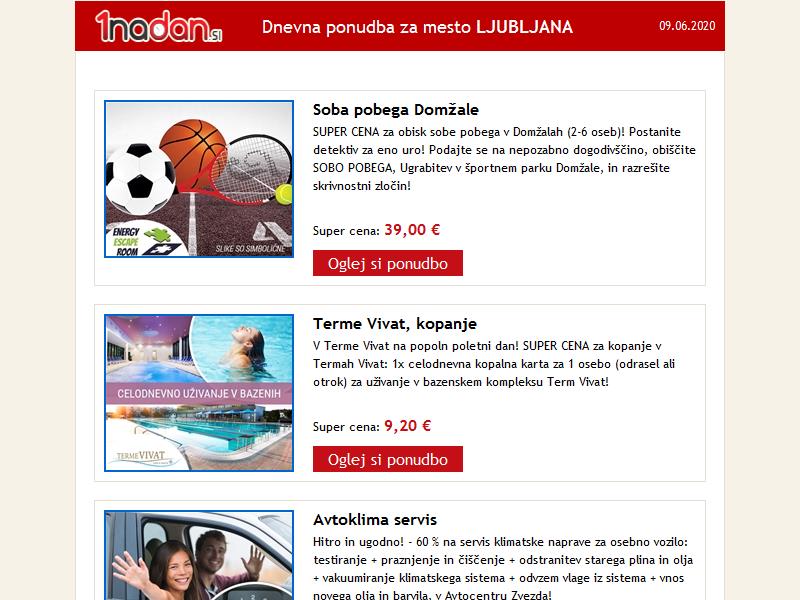 1nadan.si
Dnevna ponudba za mesto LJUBLJANA
09.06.2020
Soba pobega Domžale
SUPER CENA za obisk sobe pobega v Domžalah (2-6 oseb)! Postanite
detektiv za eno uro! Podajte se na nepozabno dogodivščino, obiščite
SOBO POBEGA, Ugrabitev v športnem parku Domžale, in razrešite
skrivnostni zločin!
ENERGY
ESCAPE
ROOM
SLIKE SO SIMBOLIČNE
Super cena: 39,00 €
Oglej si ponudbo
Terme Vivat, kopanje
V Terme Vivat na popoln poletni dan! SUPER CENA za kopanje v
Termah Vivat: 1x celodnevna kopalna karta za 1 osebo (odrasel ali
otrok) za uživanje v bazenskem kompleksu Term Vivat!
CELODNEVNO UŽIVANJE V BAZENIH
TERME VIVAT
Super cena: 9,20 €
Oglej si ponudbo
Avtoklima servis
Hitro in ugodno! - 60 % na servis klimatske naprave za osebno vozilo:
testiranje + praznjenje in čiščenje + odstranitev starega plina in olja
+ vakuumiranje klimatskega sistema + odvzem vlage iz sistema + vnos
novega olja in barvila, v Avtocentru Zvezda!